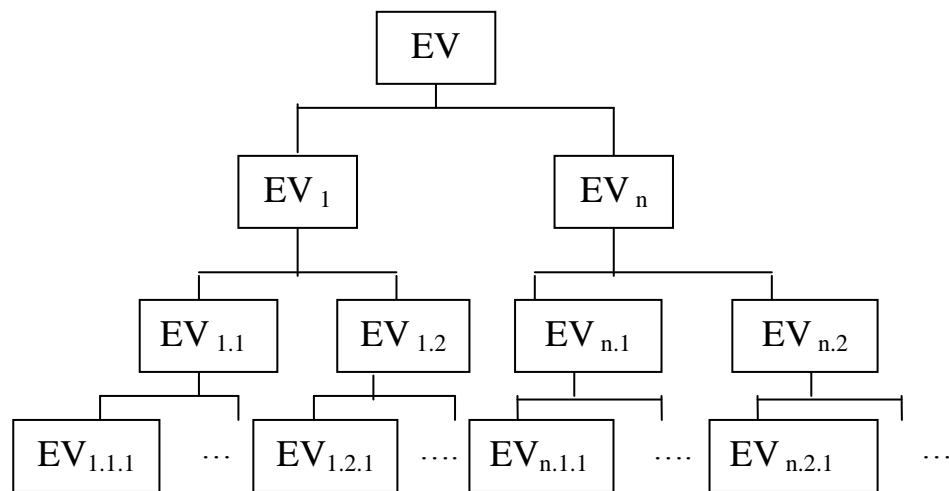 EV
EV 1 EV n
EV 1.1 EV 1.2 EV n.1 EV n.2
EV1.1.1 ... EV1.2.1 .... EVn.1.1 .... EV n.2.1 ...